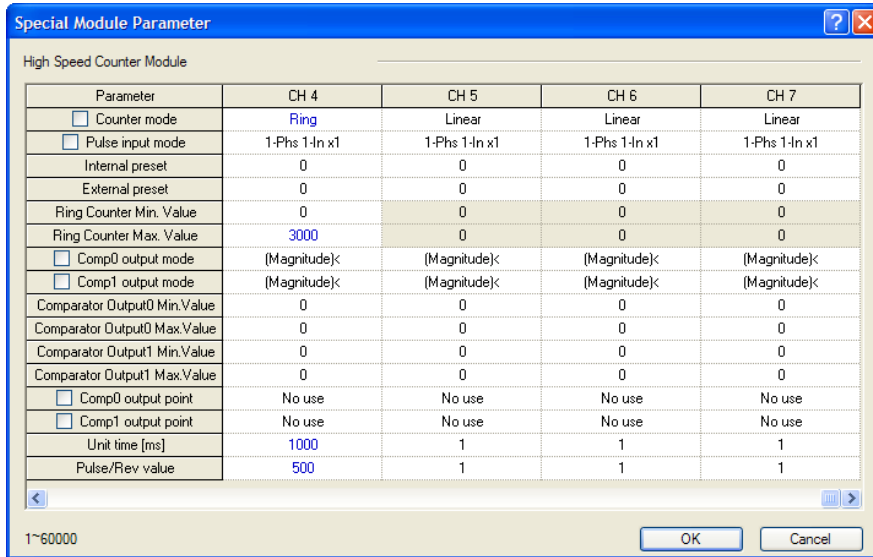 Special Module Parameter
High Speed Counter Module
Parameter CH 4 CH 5 CH 6 CH 7
Counter mode Ring Linear Linear Linear
Pulse input mode 1-Phs 1-In x1 1-Phs 1-In x1 1-Phs 1-In x1 1-Phs 1-In x1
Internal preset 0 0 0 0
External preset 0 0 0 0
Ring Counter Min. Value 0 0 0 0
Ring Counter Max. Value 3000 0 0 0
Comp0 output mode (Magnitude)< (Magnitude)< (Magnitude)< (Magnitude)<
Comp1 output mode (Magnitude)< (Magnitude)< (Magnitude)< (Magnitude)<
Comparator Output0 Min.Value 0 0 0 0
Comparator Output0 Max.Value 0 0 0 0
Comparator Output1 Min.Value 0 0 0 0
Comparator Output1 Max.Value 0 0 0 0
Comp0 output point No use No use No use No use
Comp1 output point No use No use No use No use
Unit time [ms] 1000 1 1 1
Pulse/Rev value 500 1 1 1
1~60000 OK Cancel